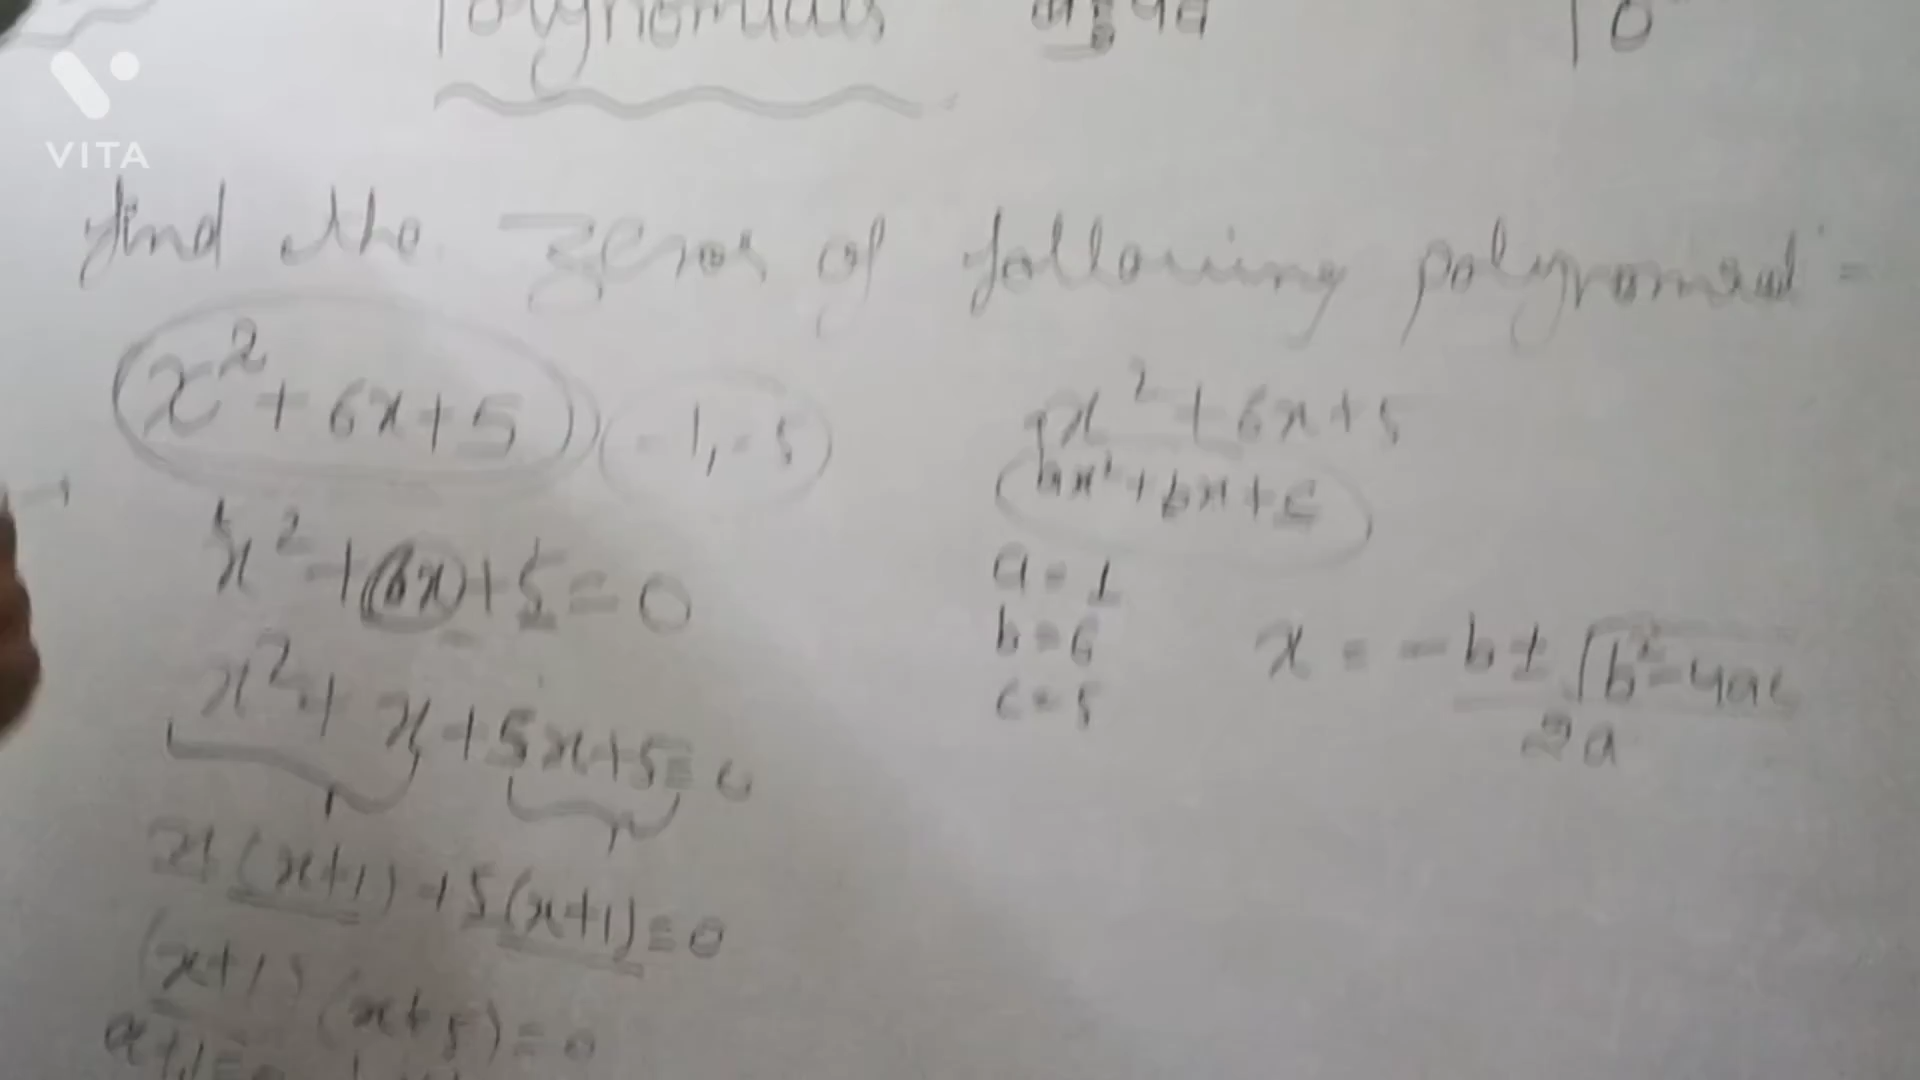 Polynomials
VITA
find the zeros of following polynomial =
x² + 6x + 5) -1, -5
x² + 6x + 5 = 0
x² + x + 5x + 5 = 0
x(x+1) + 5(x+1) = 0
(x+1) (x+5) = 0
x+1=0
x² + 6x + 5
ax² + bx + c
a = 1
b = 6
c = 5
x = -b ± √b²-4ac
2a